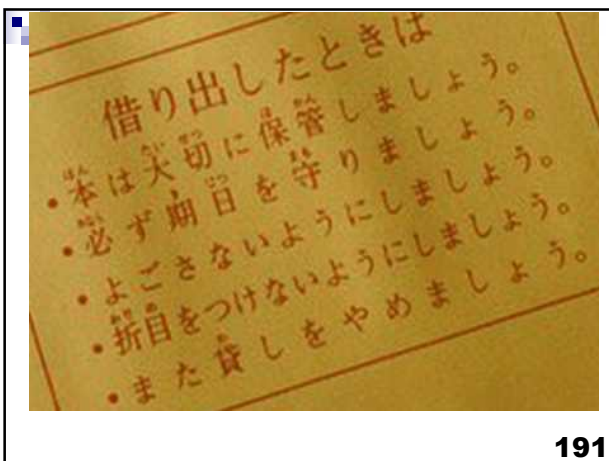 借り出したときは
・本は大切に保管しましょう。
・必ず期日を守りましょう。
・よごさないようにしましょう。
・折目をつけないようにしましょう。
・また貸しをやめましょう。
191